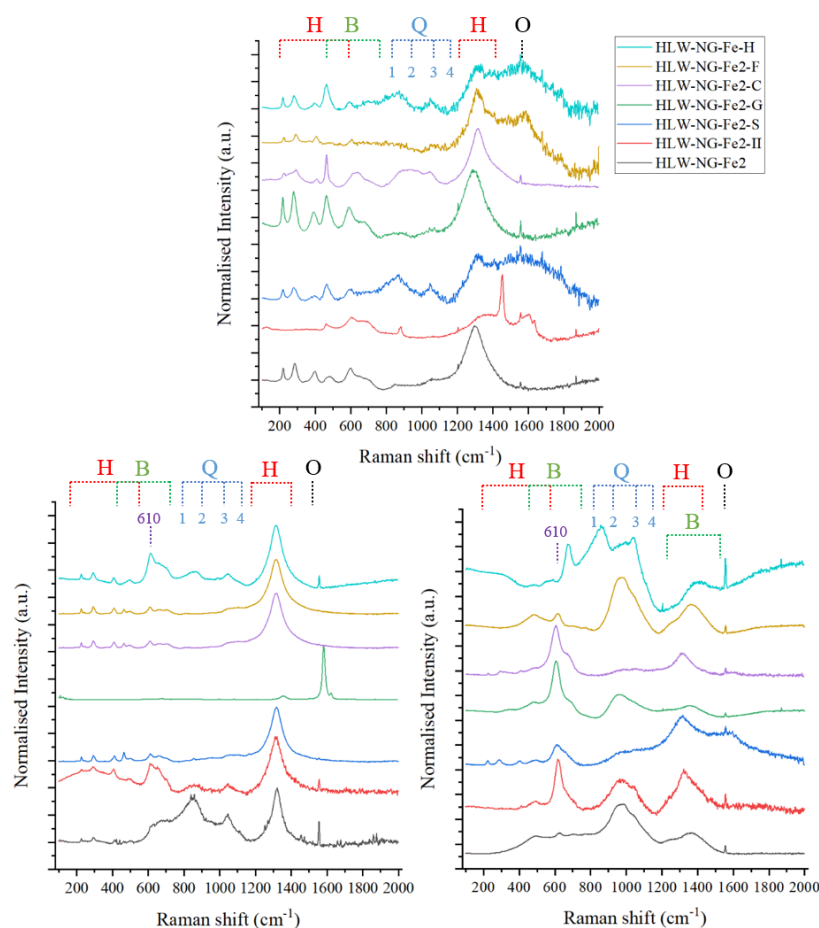 H B Q H O
1 2 3 4
HLW-NG-Fe-H
HLW-NG-Fe2-F
HLW-NG-Fe2-C
HLW-NG-Fe2-G
HLW-NG-Fe2-S
HLW-NG-Fe2-II
HLW-NG-Fe2
Normalised Intensity (a.u.)
200 400 600 800 1000 1200 1400 1600 1800 2000
Raman shift (cm⁻¹)
H B Q H O
610 1 2 3 4
Normalised Intensity (a.u.)
200 400 600 800 1000 1200 1400 1600 1800 2000
Raman shift (cm⁻¹)
H B Q H O
610 1 2 3 4 B
Normalised Intensity (a.u.)
200 400 600 800 1000 1200 1400 1600 1800 2000
Raman shift (cm⁻¹)